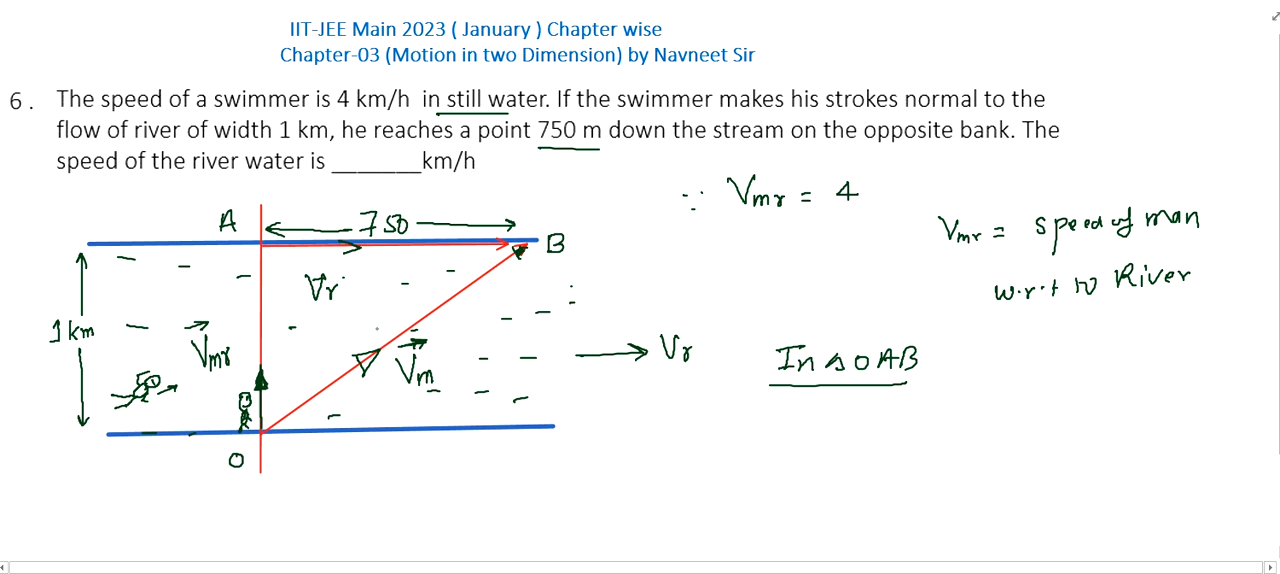 IIT-JEE Main 2023 ( January ) Chapter wise
Chapter-03 (Motion in two Dimension) by Navneet Sir
6. The speed of a swimmer is 4 km/h in still water. If the swimmer makes his strokes normal to the
flow of river of width 1 km, he reaches a point 750 m down the stream on the opposite bank. The
speed of the river water is _______km/h
∵ Vmr = 4
Vmr = speed of man
w.r.t to River
A
750
B
Vr
1 km
Vmr
Vm
Vr
In △OAB
O